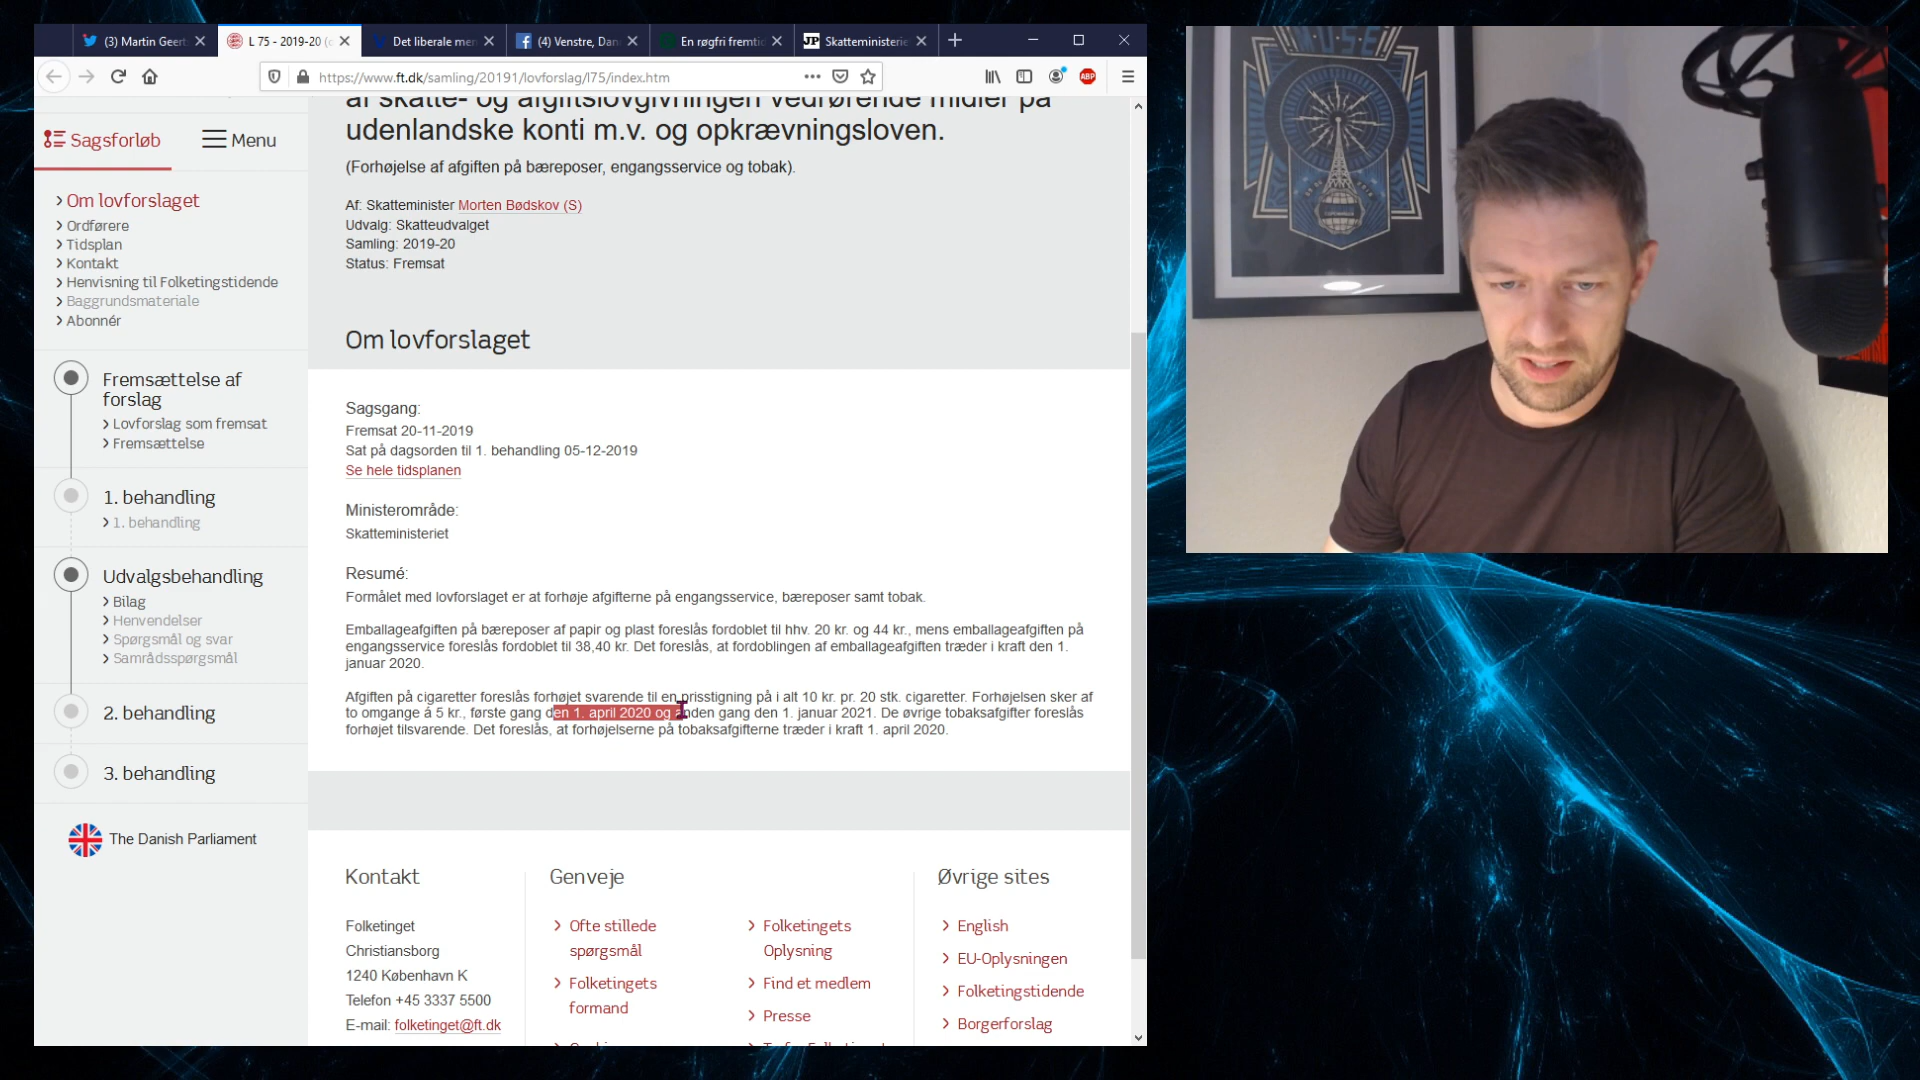 (3) Martin Geert
L 75 - 2019-20 (
Det liberale men
(4) Venstre, Dan
En røgfri fremtid
JP Skatteministerie
https://www.ft.dk/samling/20191/lovforslag/l75/index.htm
ABP
Sagsforløb
Menu
Om lovforslaget
Ordførere
Tidsplan
Kontakt
Henvisning til Folketingstidende
Baggrundsmateriale
Abonnér
Fremsættelse af
forslag
Lovforslag som fremsat
Fremsættelse
1. behandling
1. behandling
Udvalgsbehandling
Bilag
Henvendelser
Spørgsmål og svar
Samrådsspørgsmål
2. behandling
3. behandling
The Danish Parliament
af skatte- og afgiftslovgivningen vedrørende midler på
udenlandske konti m.v. og opkrævningsloven.
(Forhøjelse af afgiften på bæreposer, engangsservice og tobak).
Af: Skatteminister Morten Bødskov (S)
Udvalg: Skatteudvalget
Samling: 2019-20
Status: Fremsat
Om lovforslaget
Sagsgang:
Fremsat 20-11-2019
Sat på dagsorden til 1. behandling 05-12-2019
Se hele tidsplanen
Ministerområde:
Skatteministeriet
Resumé:
Formålet med lovforslaget er at forhøje afgifterne på engangsservice, bæreposer samt tobak.
Emballageafgiften på bæreposer af papir og plast foreslås fordoblet til hhv. 20 kr. og 44 kr., mens emballageafgiften på
engangsservice foreslås fordoblet til 38,40 kr. Det foreslås, at fordoblingen af emballageafgiften træder i kraft den 1.
januar 2020.
Afgiften på cigaretter foreslås forhøjet svarende til en prisstigning på i alt 10 kr. pr. 20 stk. cigaretter. Forhøjelsen sker af
to omgange á 5 kr., første gang den 1. april 2020 og anden gang den 1. januar 2021. De øvrige tobaksafgifter foreslås
forhøjet tilsvarende. Det foreslås, at forhøjelserne på tobaksafgifterne træder i kraft 1. april 2020.
Kontakt
Folketinget
Christiansborg
1240 København K
Telefon +45 3337 5500
E-mail: folketinget@ft.dk
Genveje
Ofte stillede
spørgsmål
Folketingets
formand
Folketingets
Oplysning
Find et medlem
Presse
Øvrige sites
English
EU-Oplysningen
Folketingstidende
Borgerforslag
MUSE